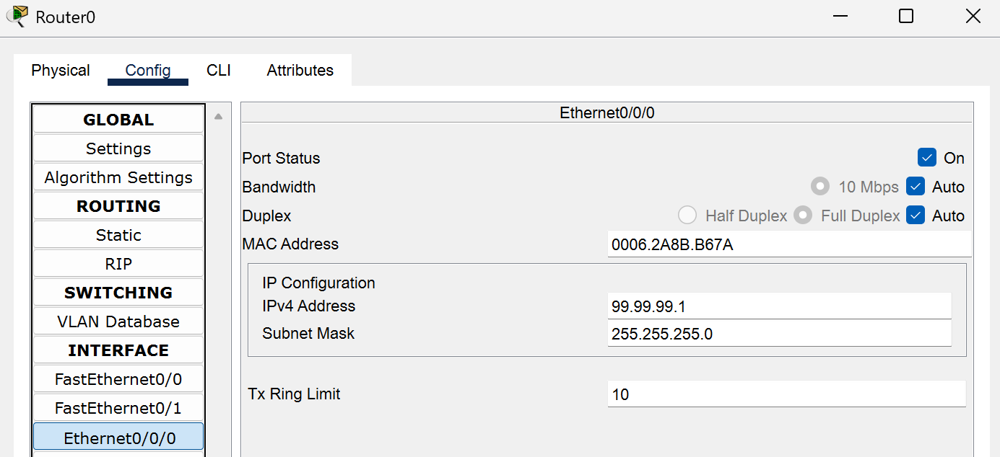 Router0
Physical Config CLI Attributes
GLOBAL
Settings
Algorithm Settings
ROUTING
Static
RIP
SWITCHING
VLAN Database
INTERFACE
FastEthernet0/0
FastEthernet0/1
Ethernet0/0/0
Ethernet0/0/0
Port Status On
Bandwidth 10 Mbps Auto
Duplex Half Duplex Full Duplex Auto
MAC Address 0006.2A8B.B67A
IP Configuration
IPv4 Address 99.99.99.1
Subnet Mask 255.255.255.0
Tx Ring Limit 10